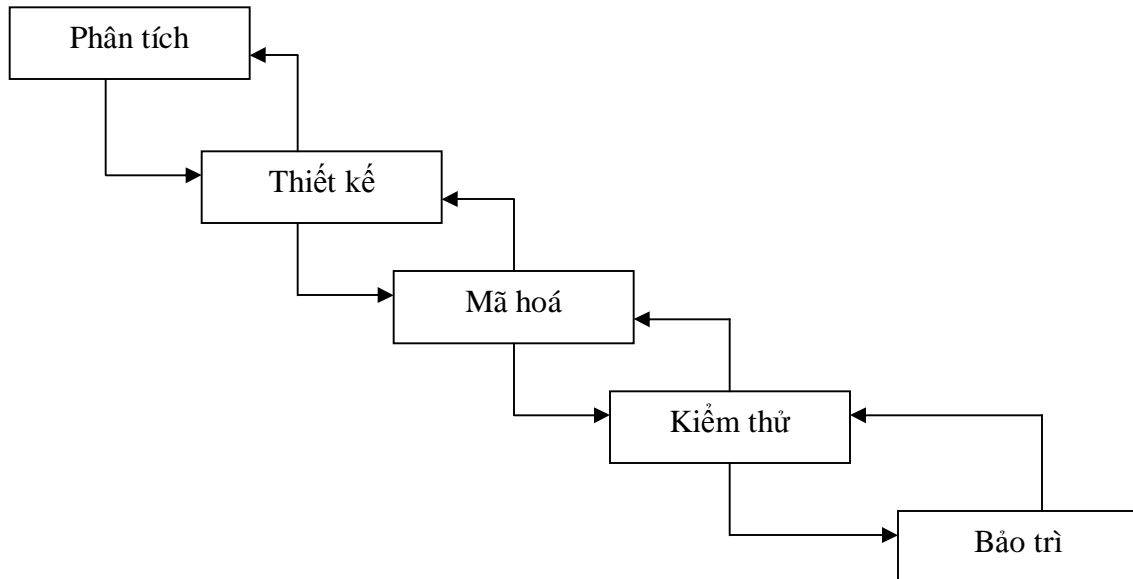 Phân tích
Thiết kế
Mã hoá
Kiểm thử
Bảo trì